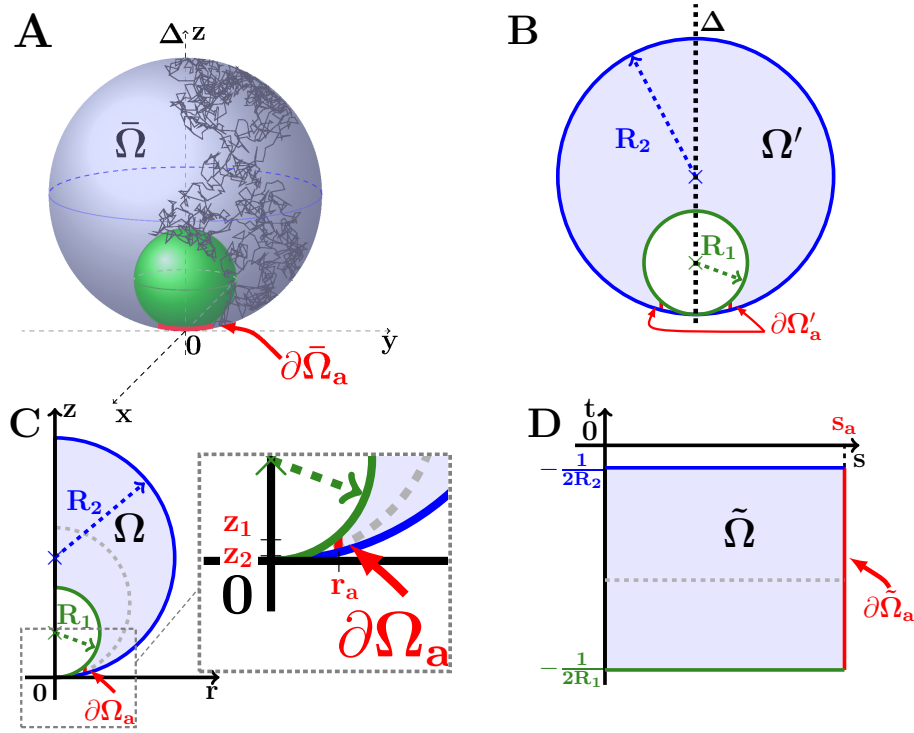 A
Δ z
Ω̄
0
y
x
∂Ω̄ₐ
B
Δ
R₂
Ω′
R₁
∂Ω′ₐ
C
z
R₂
Ω
R₁
0
r
∂Ωₐ
z₁
z₂
0
rₐ
∂Ωₐ
D
t
0
sₐ
s
−1/2R₂
Ω̃
∂Ω̃ₐ
−1/2R₁